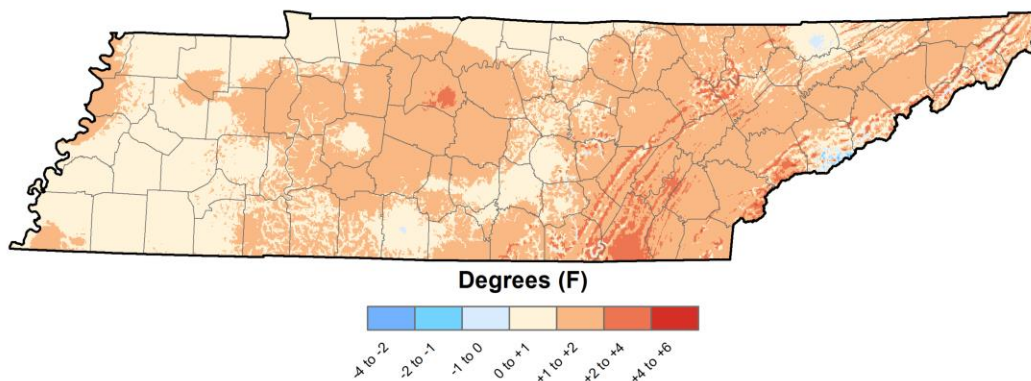 Degrees (F)
-4 to -2
-2 to -1
-1 to 0
0 to +1
+1 to +2
+2 to +4
+4 to +6